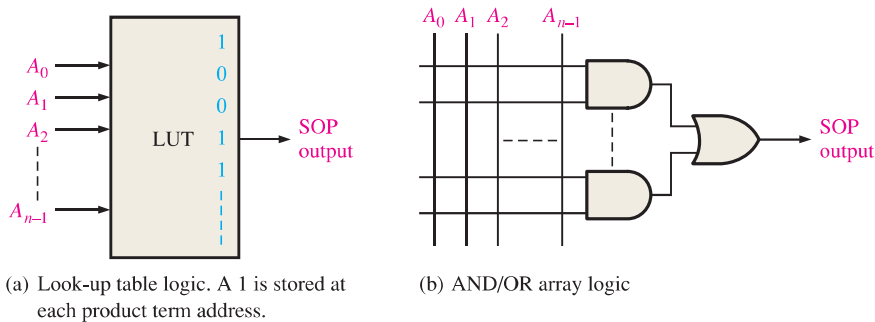 A0
A1
A2
An–1
LUT
1
0
0
1
1
SOP
output
(a) Look-up table logic. A 1 is stored at
each product term address.
A0 A1 A2 An–1
SOP
output
(b) AND/OR array logic